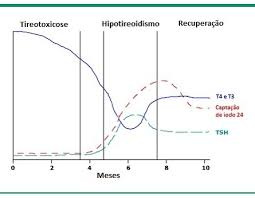 Tireotoxicose Hipotireoidismo Recuperação
T4 e T3
Captação
de iodo 24
TSH
0 2 4 6 8 10
Meses